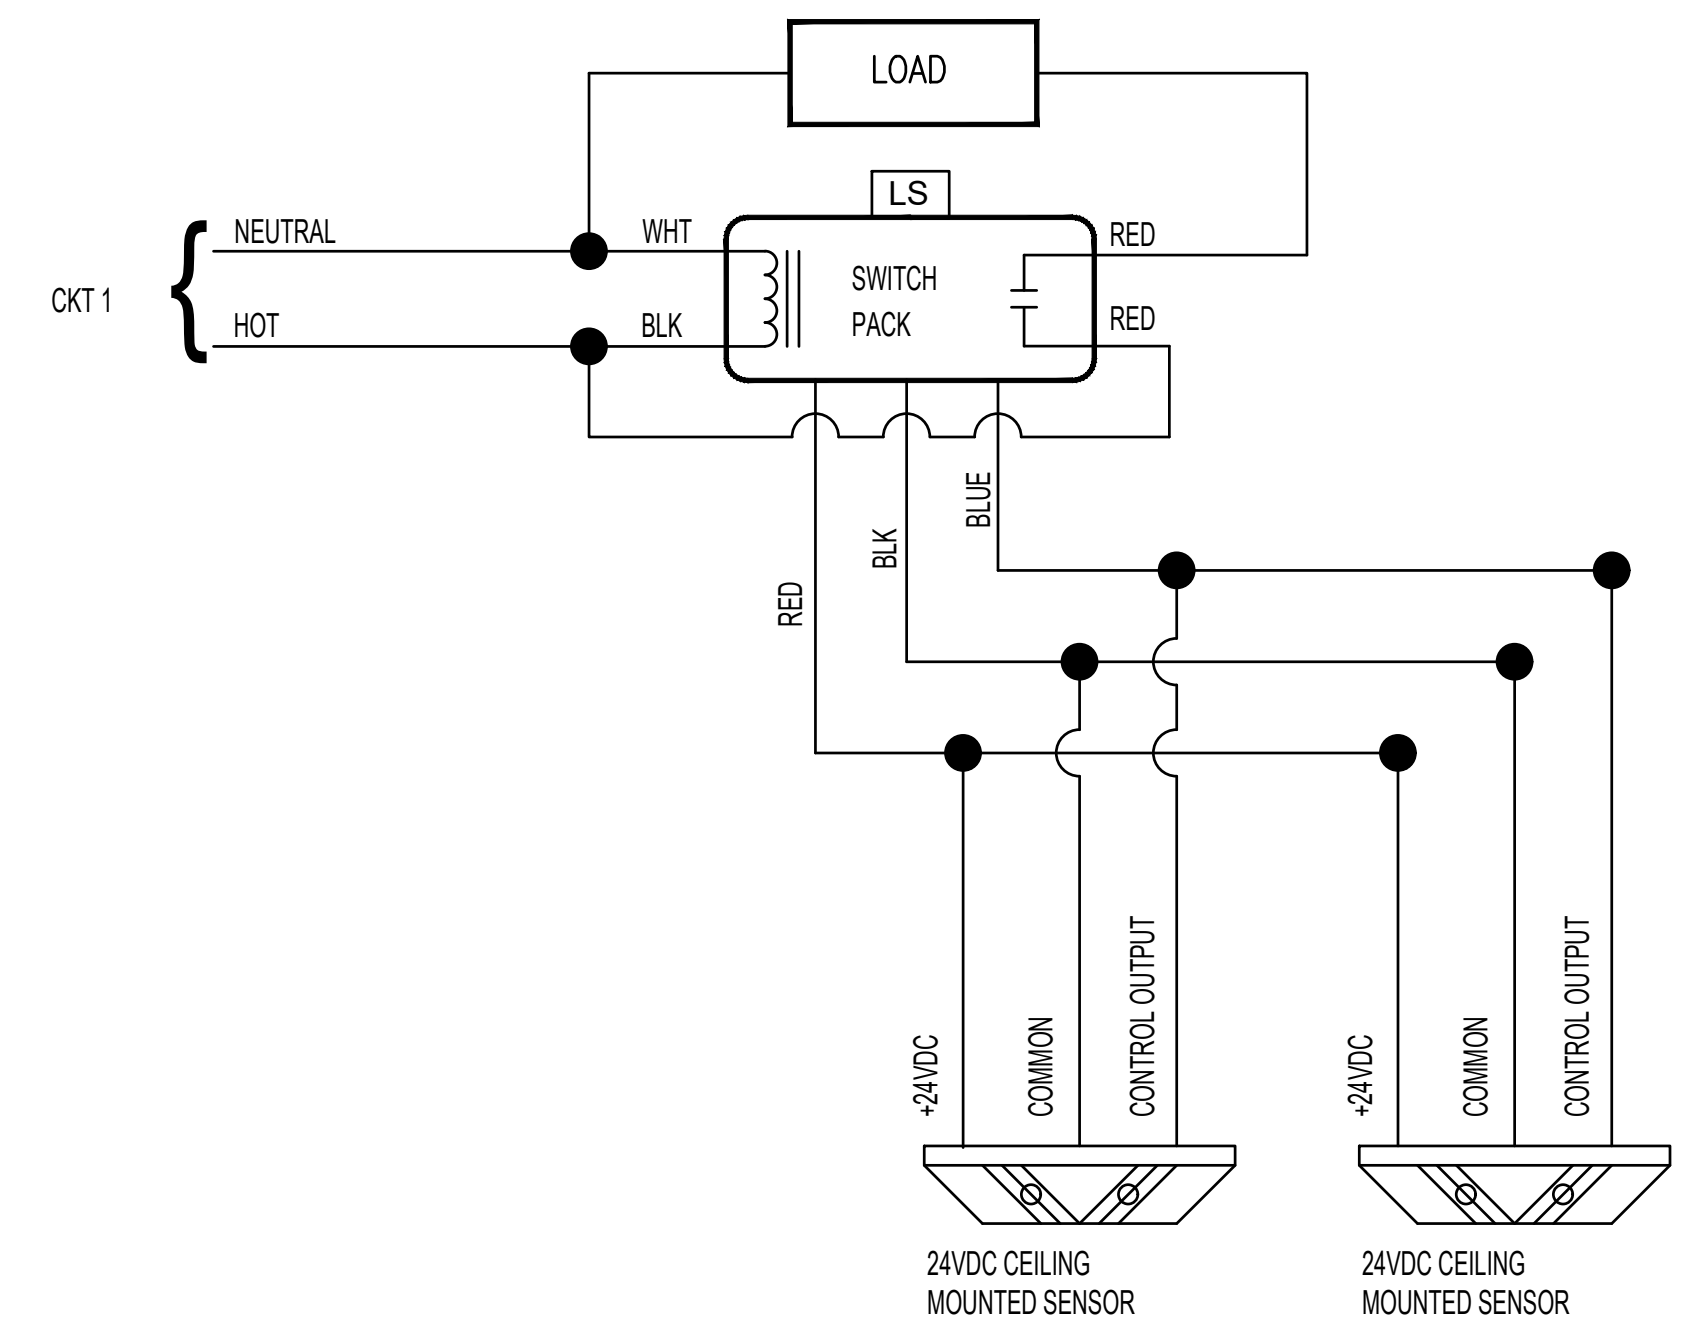 LOAD
LS
NEUTRAL
WHT
RED
SWITCH
PACK
CKT 1
HOT
BLK
RED
BLUE
BLK
RED
+24VDC
COMMON
CONTROL OUTPUT
+24VDC
COMMON
CONTROL OUTPUT
24VDC CEILING
MOUNTED SENSOR
24VDC CEILING
MOUNTED SENSOR